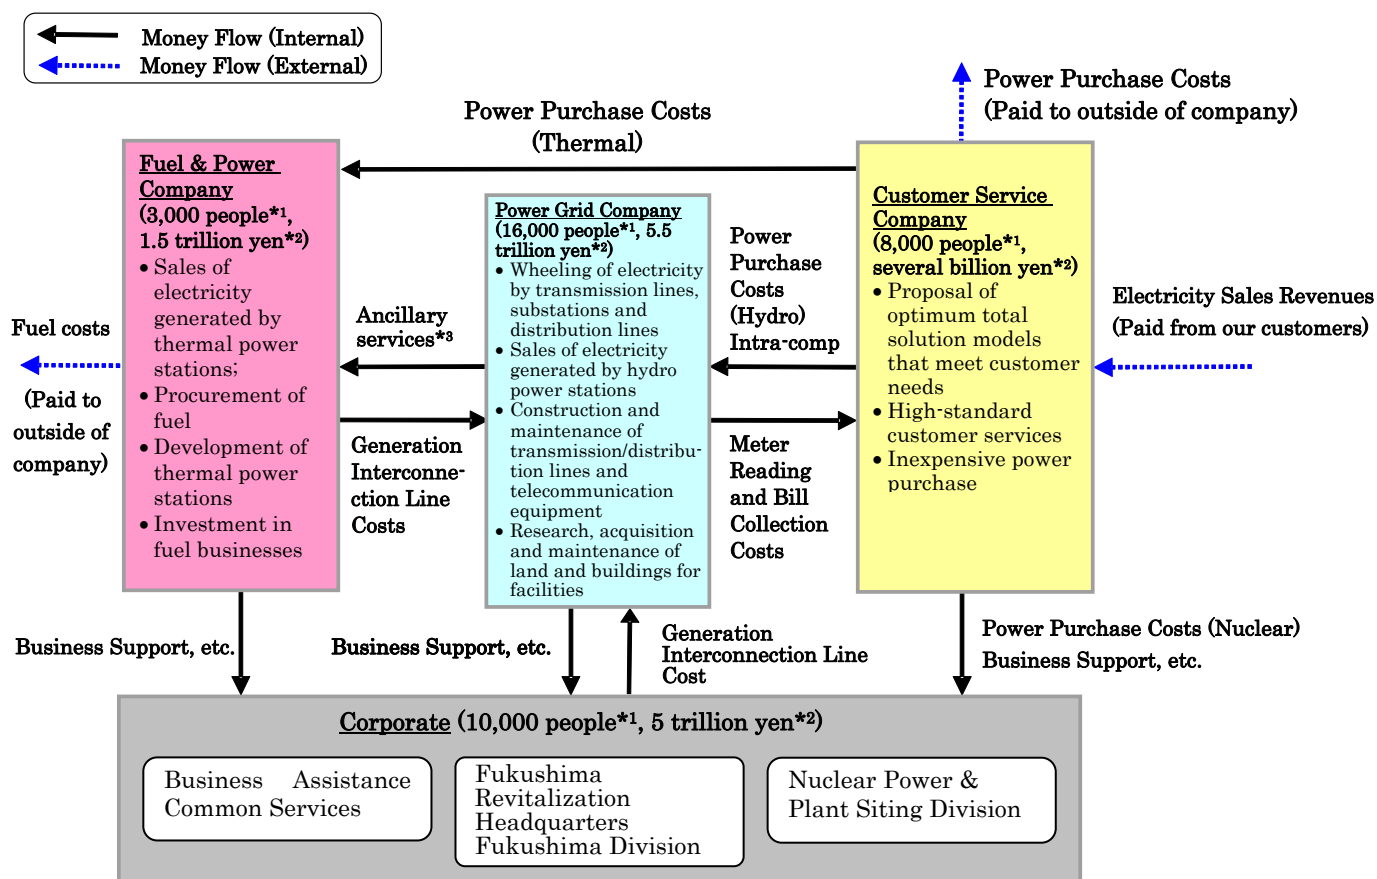 Money Flow (Internal)
Money Flow (External)
Power Purchase Costs
(Paid to outside of company)
Power Purchase Costs
(Thermal)
Fuel & Power
Company
(3,000 people*1,
1.5 trillion yen*2)
• Sales of
electricity
generated by
thermal power
stations;
• Procurement of
fuel
• Development of
thermal power
stations
• Investment in
fuel businesses
Fuel costs
(Paid to
outside of
company)
Ancillary
services*3
Generation
Interconne-
ction Line
Costs
Power Grid Company
(16,000 people*1, 5.5
trillion yen*2)
• Wheeling of electricity
by transmission lines,
substations and
distribution lines
• Sales of electricity
generated by hydro
power stations
• Construction and
maintenance of
transmission/distribu-
tion lines and
telecommunication
equipment
• Research, acquisition
and maintenance of
land and buildings for
facilities
Power
Purchase
Costs
(Hydro)
Intra-comp
Meter
Reading
and Bill
Collection
Costs
Customer Service
Company
(8,000 people*1,
several billion yen*2)
• Proposal of
optimum total
solution models
that meet customer
needs
• High-standard
customer services
• Inexpensive power
purchase
Electricity Sales Revenues
(Paid from our customers)
Business Support, etc.
Business Support, etc.
Generation
Interconnection Line
Cost
Power Purchase Costs (Nuclear)
Business Support, etc.
Corporate (10,000 people*1, 5 trillion yen*2)
Business Assistance
Common Services
Fukushima
Revitalization
Headquarters
Fukushima Division
Nuclear Power &
Plant Siting Division